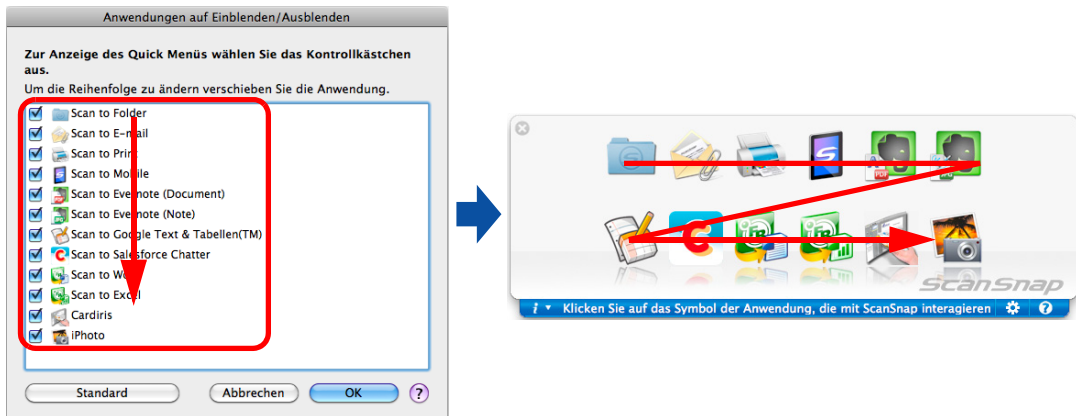 Anwendungen auf Einblenden/Ausblenden
Zur Anzeige des Quick Menüs wählen Sie das Kontrollkästchen
aus.
Um die Reihenfolge zu ändern verschieben Sie die Anwendung.
Scan to Folder
Scan to E-mail
Scan to Print
Scan to Mobile
Scan to Evernote (Document)
Scan to Evernote (Note)
Scan to Google Text & Tabellen(TM)
Scan to Salesforce Chatter
Scan to Word
Scan to Excel
Cardiris
iPhoto
Standard
Abbrechen
OK
?
ScanSnap
i Klicken Sie auf das Symbol der Anwendung, die mit ScanSnap interagieren ?